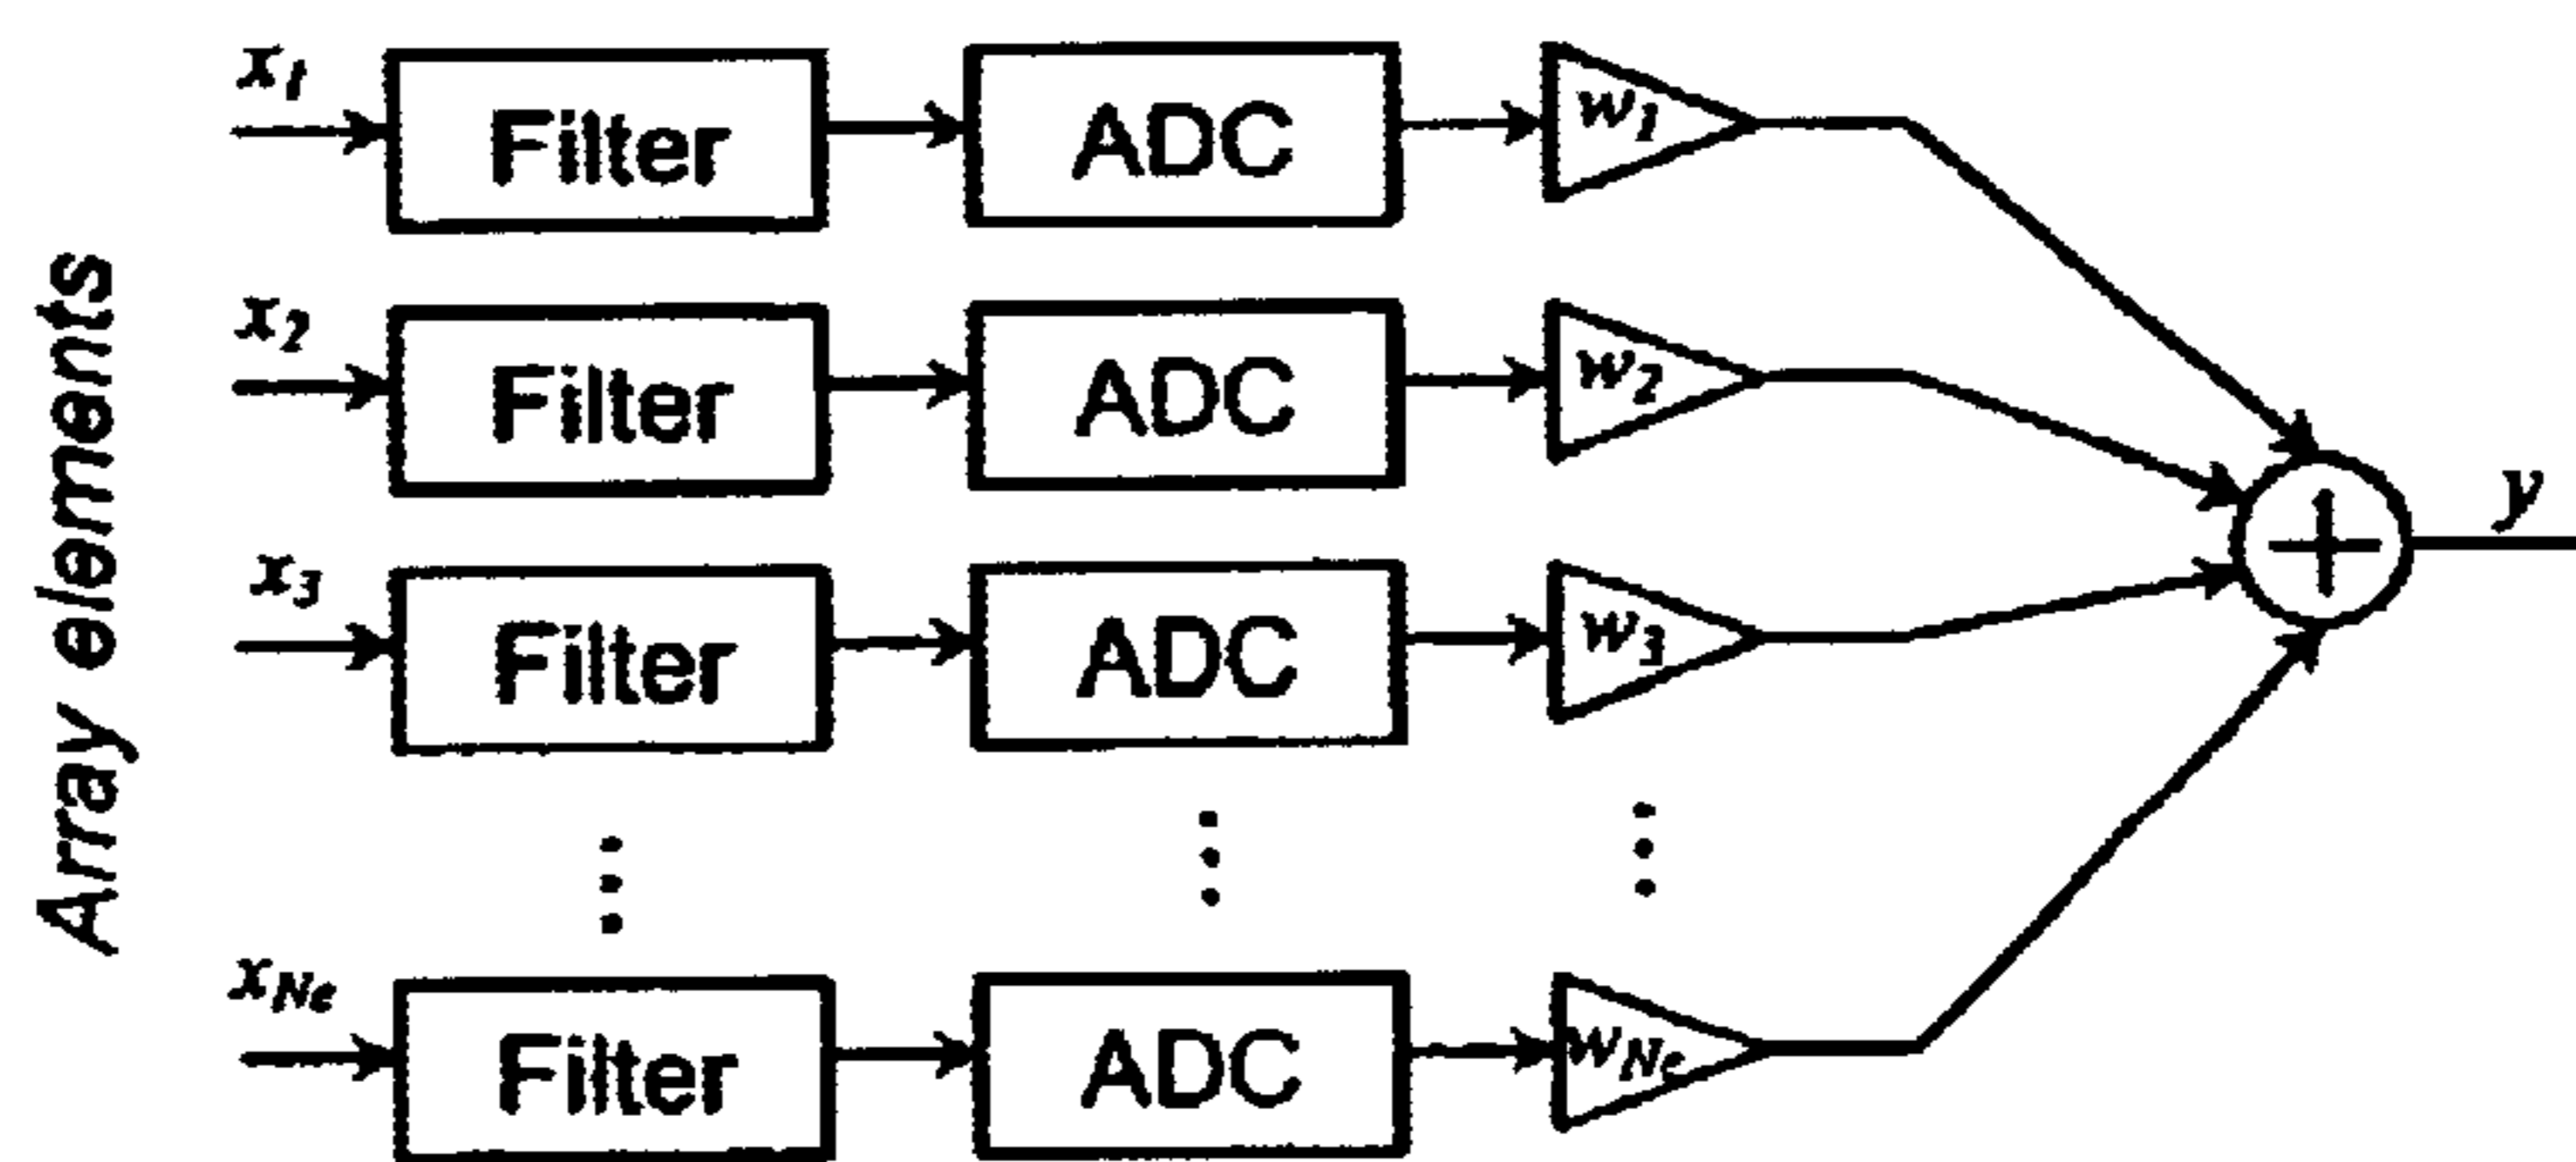 Array elements
x1 Filter ADC w1
x2 Filter ADC w2
x3 Filter ADC w3
xNe Filter ADC wNe
+ y